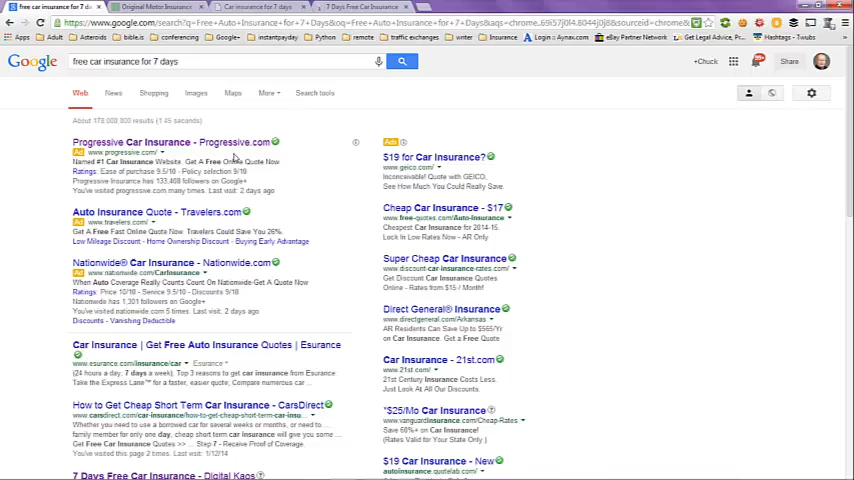 free car insurance for 7 da
Original Motor Insurance
Car insurance for 7 days
7 Days Free Car Insurance
https://www.google.com/search?q=Free+Auto+Insurance+for+7+Days&oq=Free+Auto+Insurance+for+7+Days&aqs=chrome.69i57j0l4.8044j0j8&sourceid=chrome&
Apps Adult bible.is conferencing Google+ instantpayday Python remote traffic exchanges writer Insurance Login :: Aynax.com eBay Partner Network Get Legal Advice, Pr... Hashtags - Twubs
Google free car insurance for 7 days +Chuck Share
Web News Shopping Images Maps More Search tools
About 178,000,000 results (1.45 seconds)
Progressive Car Insurance - Progressive.com
Ad www.progressive.com/
Named #1 Car Insurance Website. Get A Free Online Quote Now
Ratings: Ease of purchase 9.5/10 - Policy selection 9/10
Progressive Insurance has 133,468 followers on Google+
You've visited progressive.com many times. Last visit: 2 days ago
Auto Insurance Quote - Travelers.com
Ad www.travelers.com/
Get A Free Fast Online Quote Now. Travelers Could Save You 26%.
Low Mileage Discount - Home Ownership Discount - Buying Early Advantage
Nationwide® Car Insurance - Nationwide.com
Ad www.nationwide.com/CarInsurance
When Auto Coverage Really Counts Count On Nationwide-Get A Quote Now
Ratings: Price 10/10 - Service 9.5/10 - Discounts 9/10
Nationwide has 1,301 followers on Google+
You've visited nationwide.com 5 times. Last visit: 2 days ago
Discounts - Vanishing Deductible
Car Insurance | Get Free Auto Insurance Quotes | Esurance
www.esurance.com/insurance/car Esurance
(24 hours a day, 7 days a week). Top 3 reasons to get car insurance from Esurance.
Take the Express Lane™ for a faster, easier quote; Compare numerous car ...
How to Get Cheap Short Term Car Insurance - CarsDirect
www.carsdirect.com/car-insurance/how-to-get-cheap-short-term-car-insu...
Whether you need to use a borrowed car for several weeks or months, or need to...
family member for only one day, cheap short term car insurance will give you some ...
Get Free Car Insurance Quotes >> ... Step 7 - Receive Proof of Coverage.
You've visited this page 2 times. Last visit: 1/12/14
7 Days Free Car Insurance - Digital Kaos
Ads
$19 for Car Insurance?
www.geico.com/
Inconceivable! Quote with GEICO,
See How Much You Could Really Save.
Cheap Car Insurance - $17
www.free-quotes.com/Auto-Insurance
Cheapest Car Insurance for 2014-15.
Lock In Low Rates Now - AR Only
Super Cheap Car Insurance
www.discount-car-insurance-rates.com/
Get Discount Car Insurance Quotes
Online - Rates from $15 / Month!
Direct General® Insurance
www.directgeneral.com/Arkansas
AR Residents Can Save Up to $565/Yr
on Car Insurance. Get a Free Quote
Car Insurance - 21st.com
www.21st.com/
21st Century Insurance Costs Less.
Just Look At All Our Discounts.
*$25/Mo Car Insurance
www.vanguardinsurance.com/Cheap-Rates
Save 60%+ on Car Insurance!
(Rates Valid for Your State Only )
$19 Car Insurance - New
autoinsurance.quotelab.com/